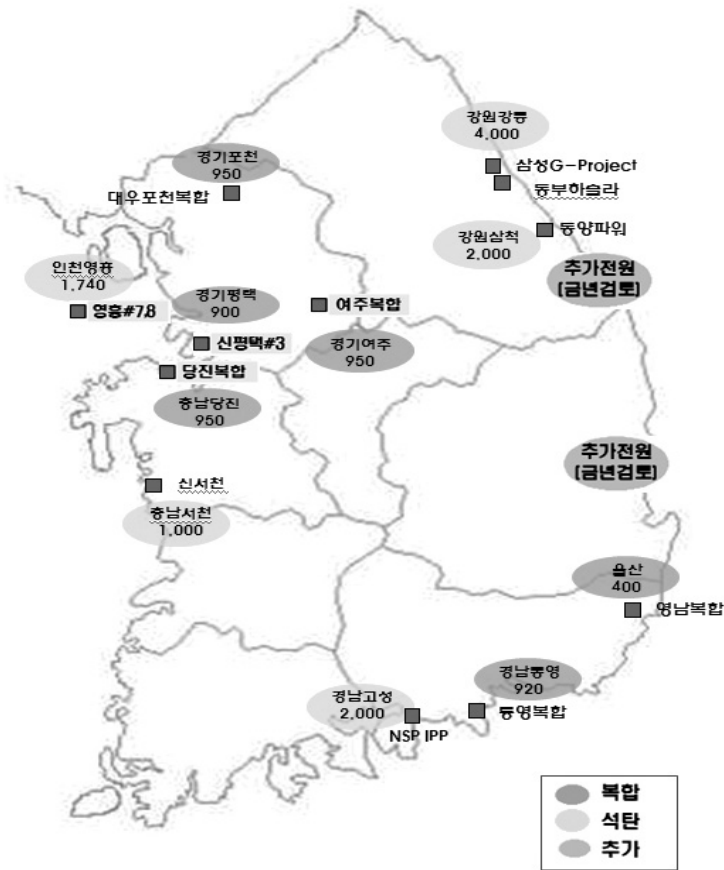 강원강릉
4,000
삼성G-Project
동부하슬라
경기포천
950
대우포천복합
강원삼척
2,000
동양파워
추가전원
(금년검토)
인천영흥
1,740
영흥#7,8
경기평택
900
여주복합
신평택#3
경기여주
950
당진복합
충남당진
950
추가전원
(금년검토)
신서천
충남서천
1,000
울산
400
영남복합
경남통영
920
통영복합
경남고성
2,000
NSP IPP
복합
석탄
추가